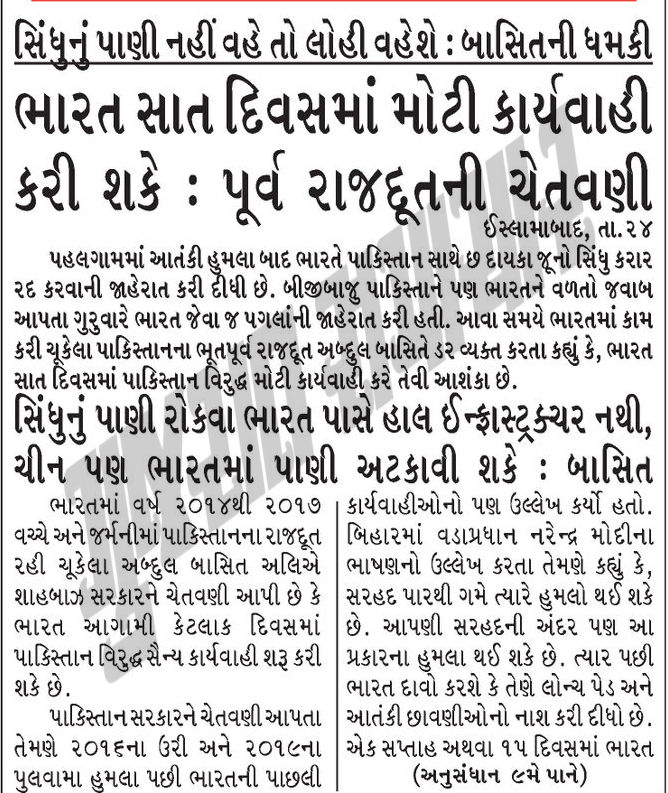 સિંધુનું પાણી નહીં વહે તો લોહી વહેશે : બાસિતની ધમકી
ભારત સાત દિવસમાં મોટી કાર્યવાહી
કરી શકે : પૂર્વ રાજદૂતની ચેતવણી
ઈસ્લામાબાદ, તા.૨૪
પહલગામમાં આતંકી હુમલા બાદ ભારતે પાકિસ્તાન સાથે છ દાયકા જૂનો સિંધુ કરાર
રદ કરવાની જાહેરાત કરી દીધી છે. બીજીબાજુ પાકિસ્તાને પણ ભારતને વળતો જવાબ
આપતા ગુરુવારે ભારત જેવા જ પગલાંની જાહેરાત કરી હતી. આવા સમયે ભારતમાં કામ
કરી ચૂકેલા પાકિસ્તાનના ભૂતપૂર્વ રાજદૂત અબ્દુલ બાસિતે ડર વ્યક્ત કરતા કહ્યું કે, ભારત
સાત દિવસમાં પાકિસ્તાન વિરુદ્ધ મોટી કાર્યવાહી કરે તેવી આશંકા છે.
સિંધુનું પાણી રોકવા ભારત પાસે હાલ ઈન્ફ્રાસ્ટ્રક્ચર નથી,
ચીન પણ ભારતમાં પાણી અટકાવી શકે : બાસિત
ભારતમાં વર્ષ ૨૦૧૪થી ૨૦૧૭
વચ્ચે અને જર્મનીમાં પાકિસ્તાનના રાજદૂત
રહી ચૂકેલા અબ્દુલ બાસિત અલિએ
શાહબાઝ સરકારને ચેતવણી આપી છે કે
ભારત આગામી કેટલાક દિવસમાં
પાકિસ્તાન વિરુદ્ધ સૈન્ય કાર્યવાહી શરૂ કરી
શકે છે.
પાકિસ્તાન સરકારને ચેતવણી આપતા
તેમણે ૨૦૧૬ના ઉરી અને ૨૦૧૯ના
પુલવામા હુમલા પછી ભારતની પાછલી
કાર્યવાહીઓનો પણ ઉલ્લેખ કર્યો હતો.
બિહારમાં વડાપ્રધાન નરેન્દ્ર મોદીના
ભાષણનો ઉલ્લેખ કરતા તેમણે કહ્યું કે,
સરહદ પારથી ગમે ત્યારે હુમલો થઈ શકે
છે. આપણી સરહદની અંદર પણ આ
પ્રકારના હુમલા થઈ શકે છે. ત્યાર પછી
ભારત દાવો કરશે કે તેણે લોન્ચ પેડ અને
આતંકી છાવણીઓનો નાશ કરી દીધો છે.
એક સપ્તાહ અથવા ૧૫ દિવસમાં ભારત
(અનુસંધાન ૯મે પાને)
ગુજરાત સમાચાર